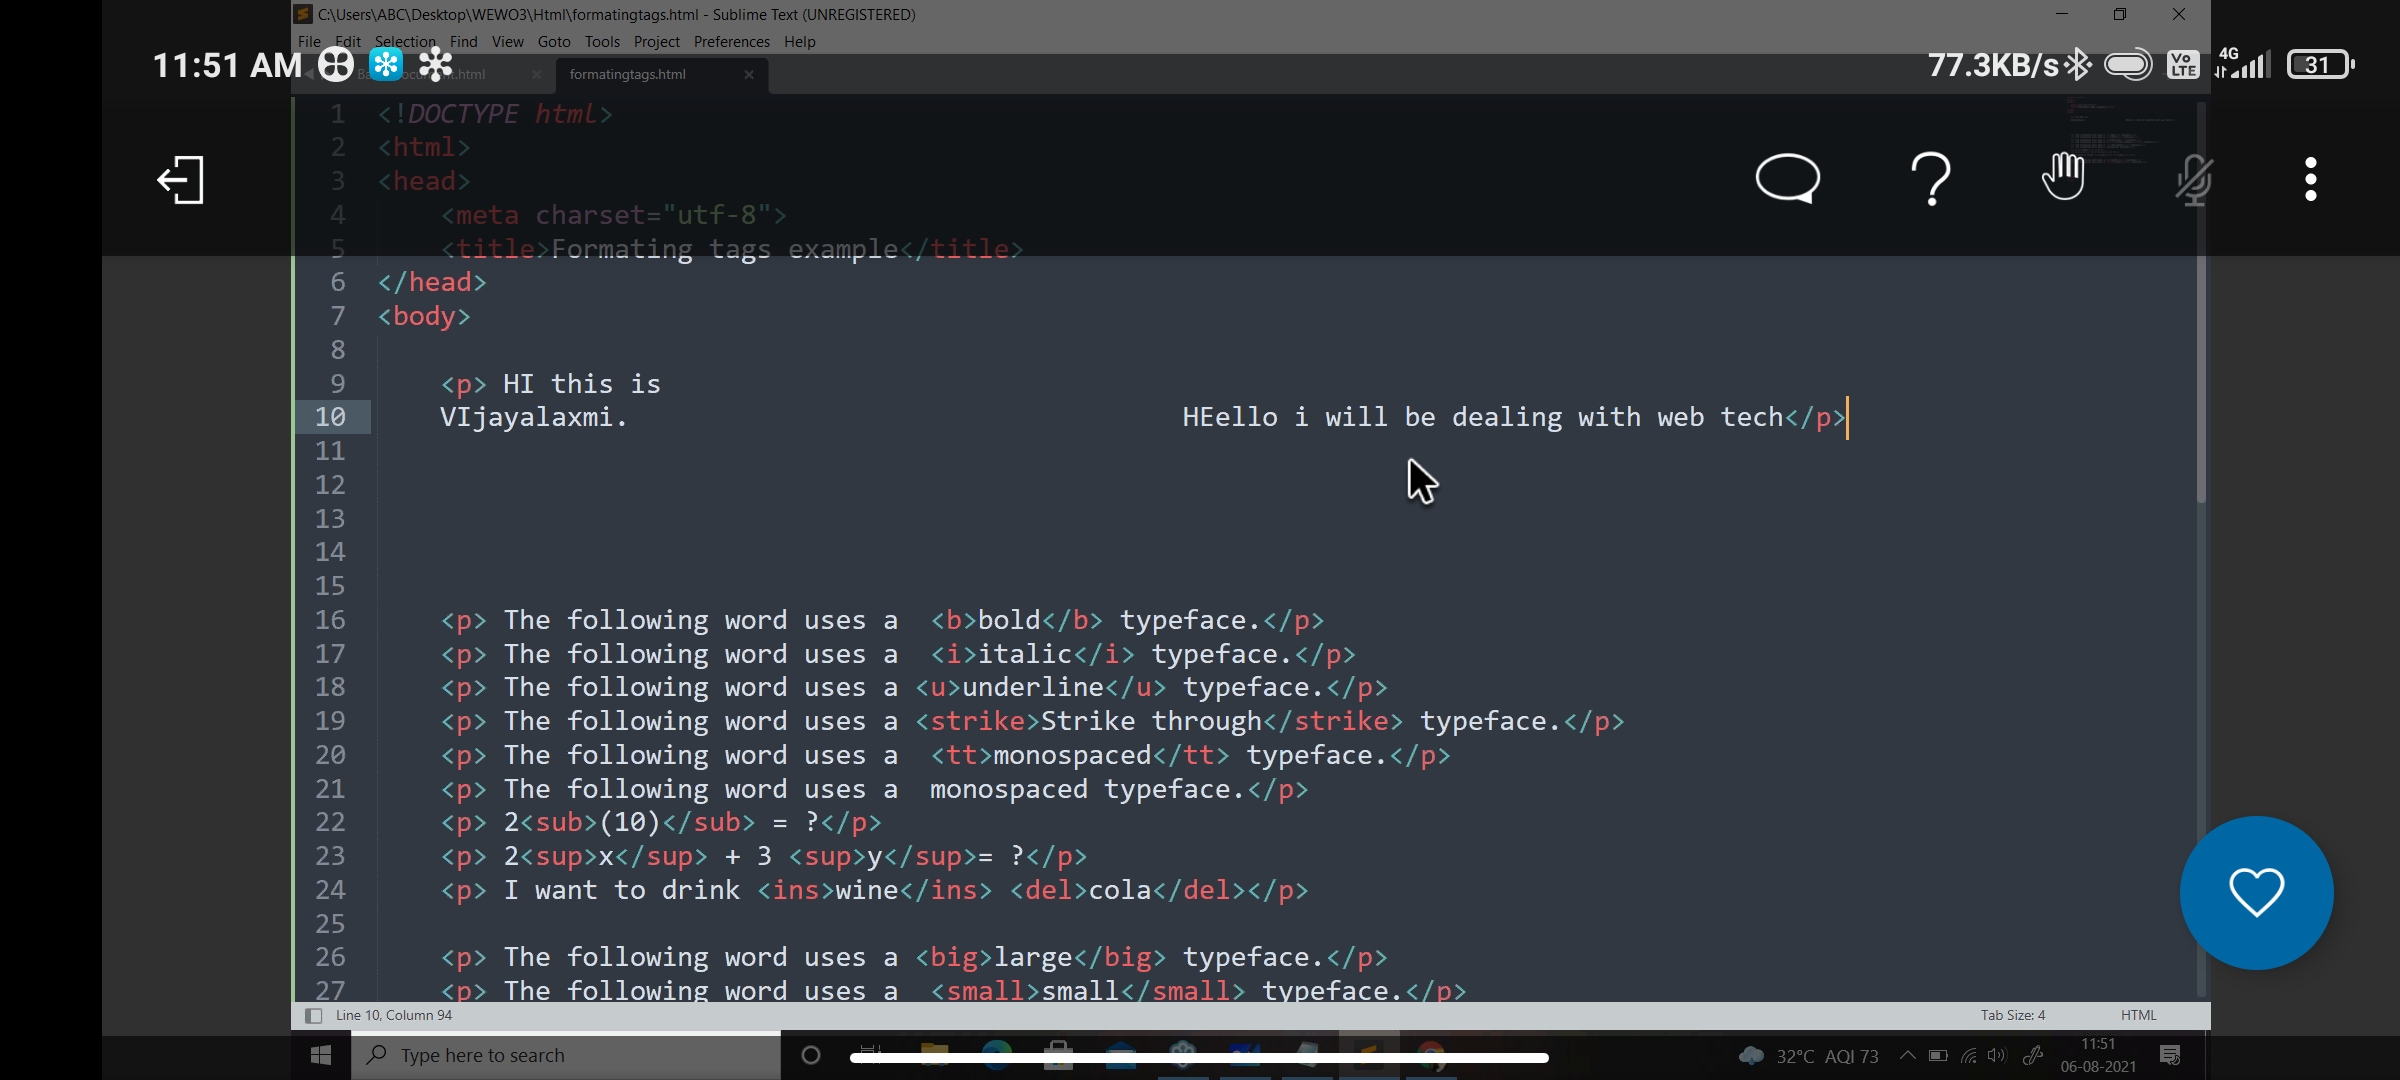 C:\Users\ABC\Desktop\WEWO3\Html\formatingtags.html - Sublime Text (UNREGISTERED)
File Edit Selection Find View Goto Tools Project Preferences Help
11:51 AM
77.3KB/s Vo LTE 4G 31
.html × formatingtags.html ×
1 <!DOCTYPE html>
2 <html>
3 <head>
4 <meta charset="utf-8">
5 <title>Formating tags example</title>
6 </head>
7 <body>
8
9 <p> HI this is
10 VIjayalaxmi. HEello i will be dealing with web tech</p>
11
12
13
14
15
16 <p> The following word uses a <b>bold</b> typeface.</p>
17 <p> The following word uses a <i>italic</i> typeface.</p>
18 <p> The following word uses a <u>underline</u> typeface.</p>
19 <p> The following word uses a <strike>Strike through</strike> typeface.</p>
20 <p> The following word uses a <tt>monospaced</tt> typeface.</p>
21 <p> The following word uses a monospaced typeface.</p>
22 <p> 2<sub>(10)</sub> = ?</p>
23 <p> 2<sup>x</sup> + 3 <sup>y</sup>= ?</p>
24 <p> I want to drink <ins>wine</ins> <del>cola</del></p>
25
26 <p> The following word uses a <big>large</big> typeface.</p>
27 <p> The following word uses a <small>small</small> typeface.</p>
Line 10, Column 94 Tab Size: 4 HTML
Type here to search 32°C AQI 73 11:51
06-08-2021